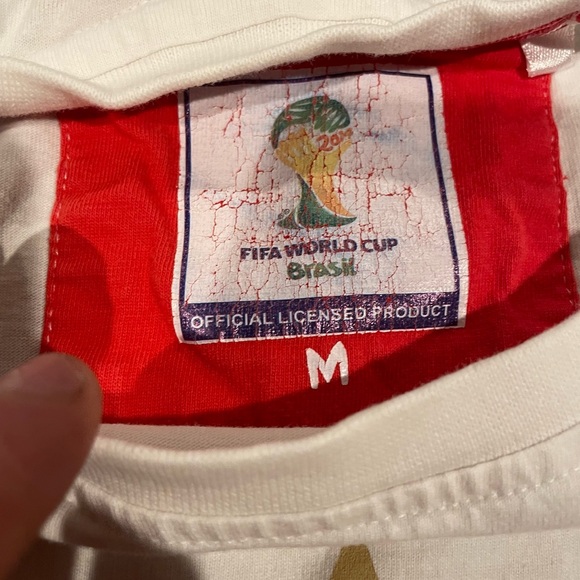 2014
FIFA WORLD CUP
BRASIL
OFFICIAL LICENSED PRODUCT
M